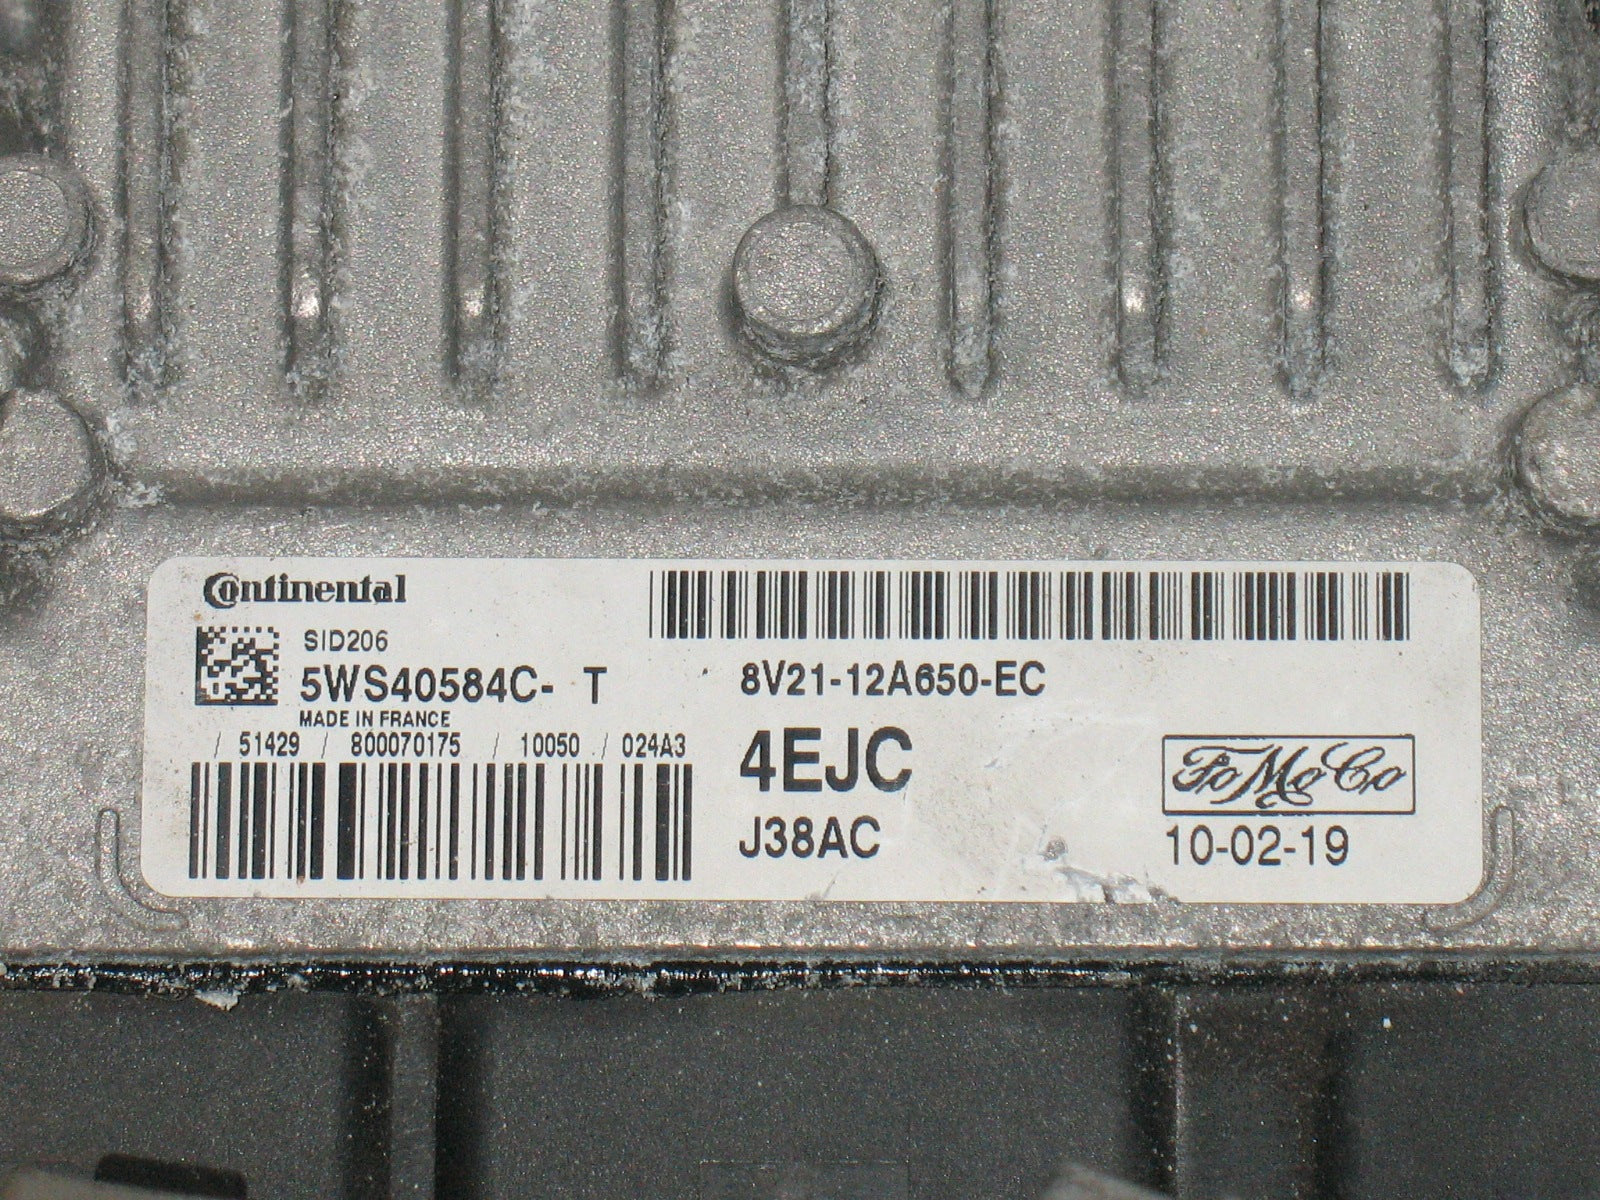 Continental
SID206
5WS40584C- T
MADE IN FRANCE
/ 51429 / 800070175 / 10050 / 024A3
8V21-12A650-EC
4EJC
J38AC
FoMoCo
10-02-19